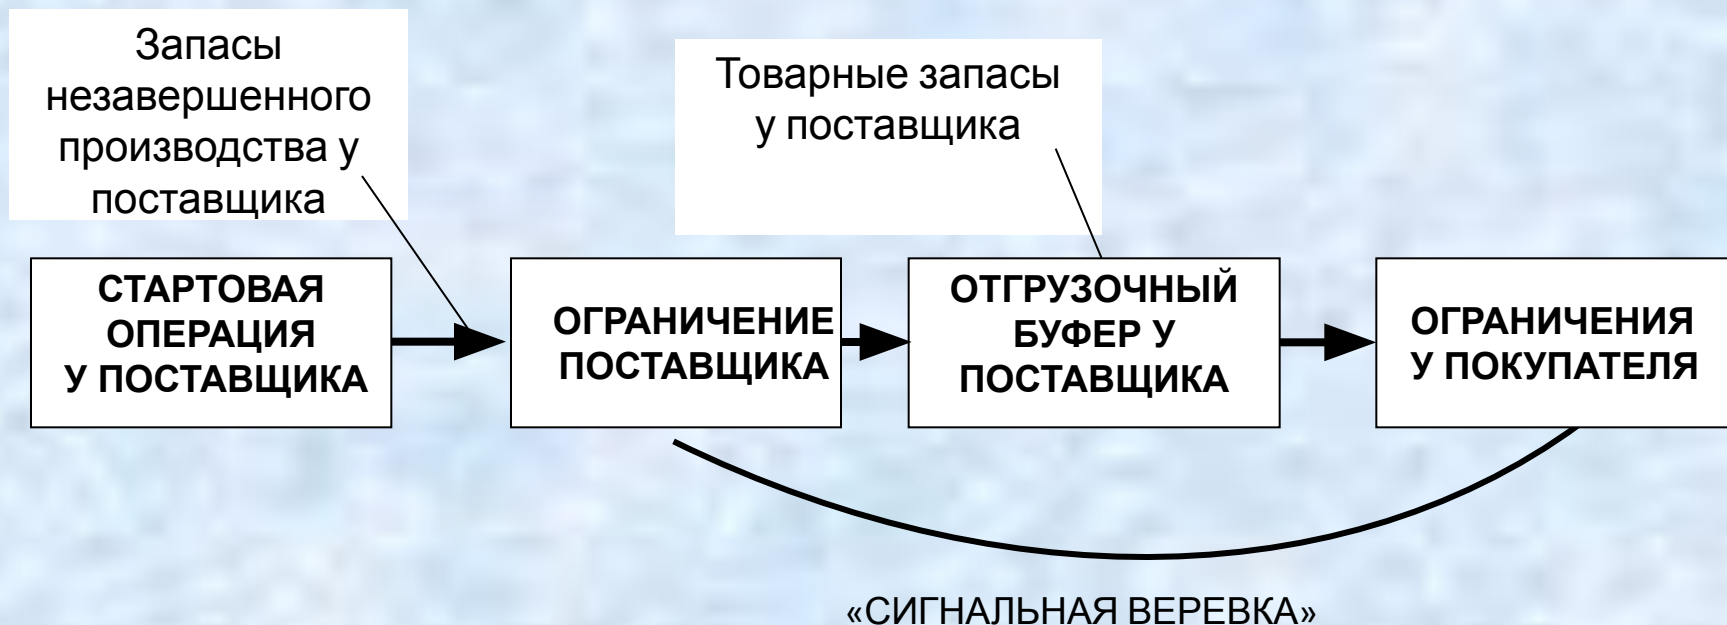 Запасы
незавершенного
производства у
поставщика
Товарные запасы
у поставщика
СТАРТОВАЯ
ОПЕРАЦИЯ
У ПОСТАВЩИКА
ОГРАНИЧЕНИЕ
ПОСТАВЩИКА
ОТГРУЗОЧНЫЙ
БУФЕР У
ПОСТАВЩИКА
ОГРАНИЧЕНИЯ
У ПОКУПАТЕЛЯ
«СИГНАЛЬНАЯ ВЕРЕВКА»